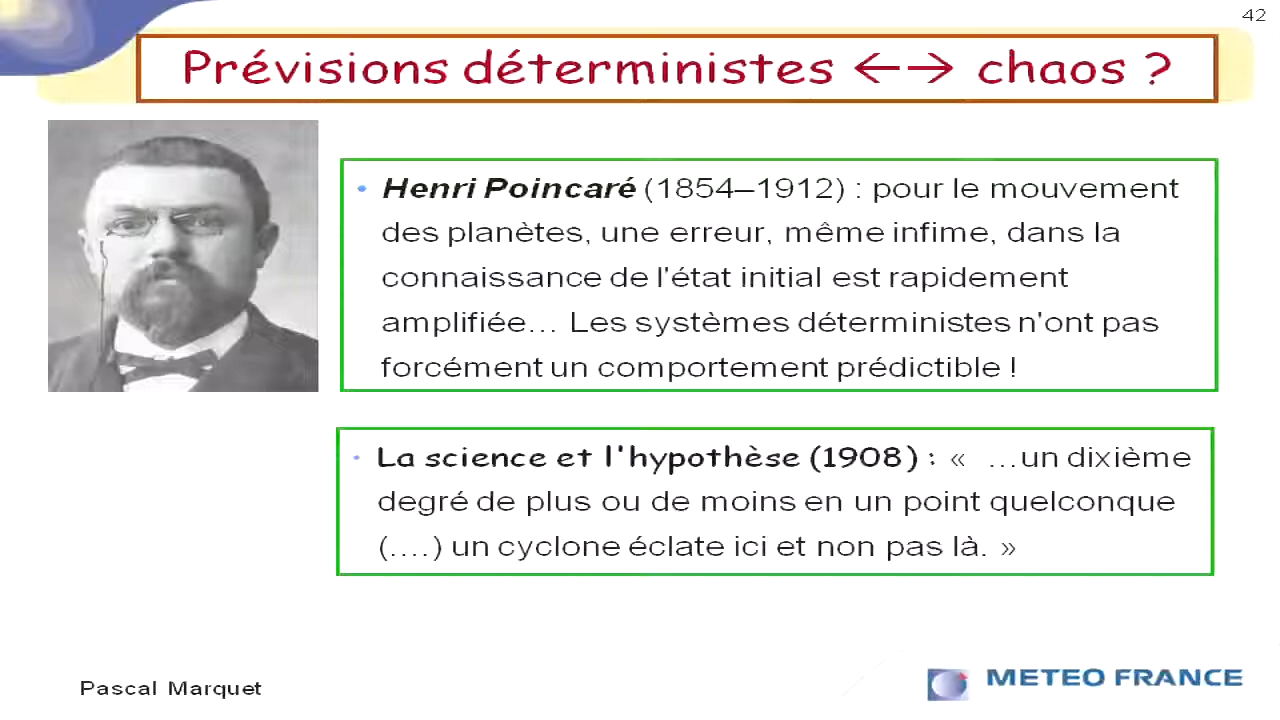 42
Prévisions déterministes ←→ chaos ?
• Henri Poincaré (1854–1912) : pour le mouvement
des planètes, une erreur, même infime, dans la
connaissance de l'état initial est rapidement
amplifiée... Les systèmes déterministes n'ont pas
forcément un comportement prédictible !
• La science et l'hypothèse (1908) : « ...un dixième
degré de plus ou de moins en un point quelconque
(....) un cyclone éclate ici et non pas là. »
Pascal Marquet
METEO FRANCE